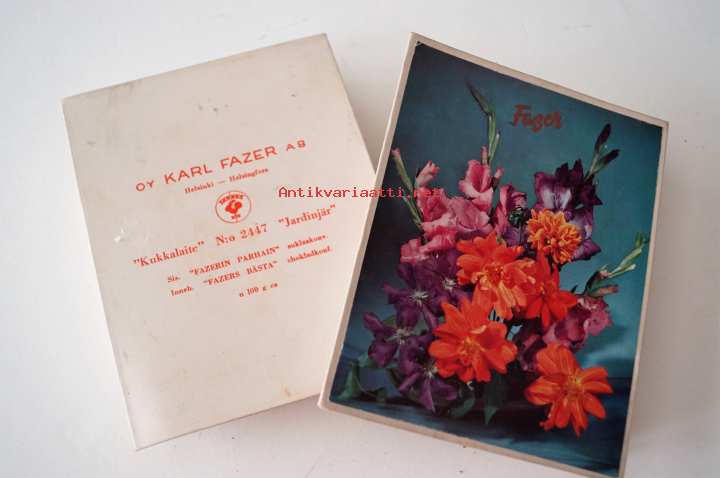 OY KARL FAZER AB
Helsinki — Helsingfors
"Kukkalaite" N:o 2447 "Jardinjär"
Sis. "FAZERIN PARHAIN" suklaakonv.
Inneh. "FAZERS BÄSTA" chokladkonf.
n 100 g ca
Fazer
Antikvariaatti.net